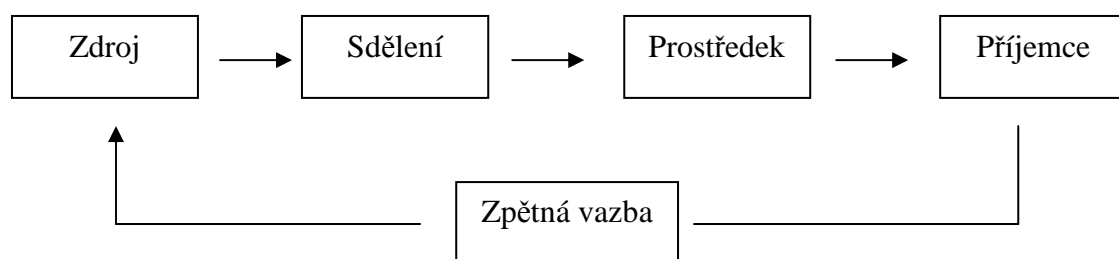 Zdroj
Sdělení
Prostředek
Příjemce
Zpětná vazba